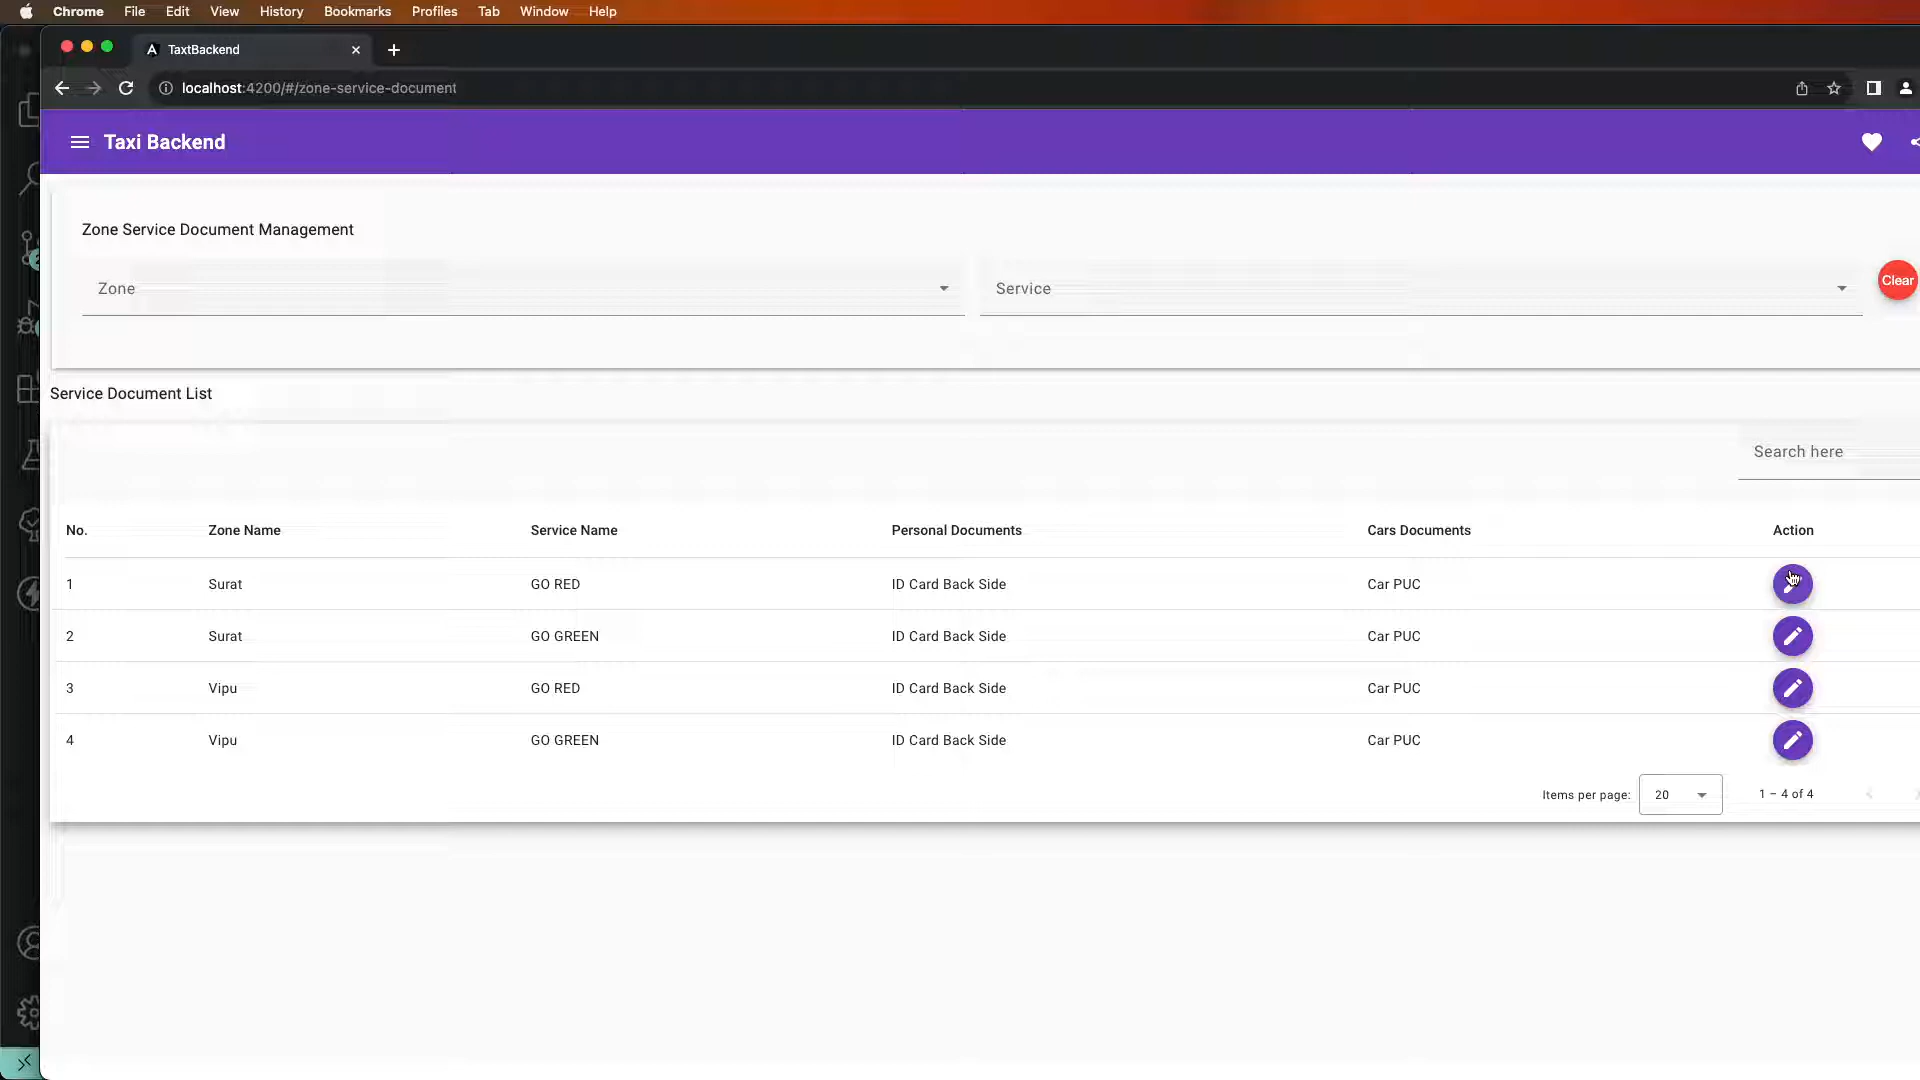 Chrome File Edit View History Bookmarks Profiles Tab Window Help
TaxtBackend
localhost:4200/#/zone-service-document
Taxi Backend
Zone Service Document Management
Zone Service Clear
Service Document List
Search here
No. Zone Name Service Name Personal Documents Cars Documents Action
1 Surat GO RED ID Card Back Side Car PUC
2 Surat GO GREEN ID Card Back Side Car PUC
3 Vipu GO RED ID Card Back Side Car PUC
4 Vipu GO GREEN ID Card Back Side Car PUC
Items per page: 20 1 – 4 of 4